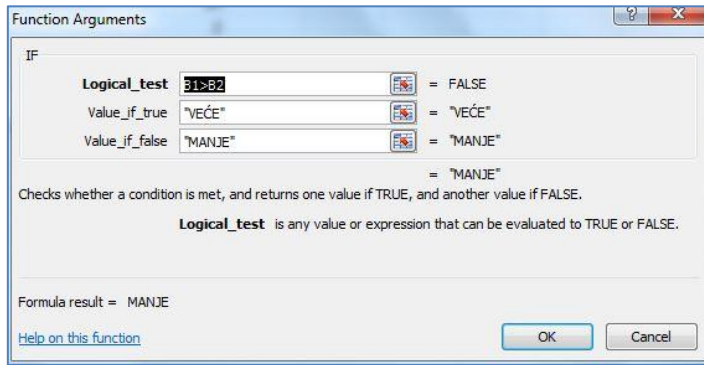 Function Arguments
IF
Logical_test B1>B2 = FALSE
Value_if_true "VEĆE" = "VEĆE"
Value_if_false "MANJE" = "MANJE"
= "MANJE"
Checks whether a condition is met, and returns one value if TRUE, and another value if FALSE.
Logical_test is any value or expression that can be evaluated to TRUE or FALSE.
Formula result = MANJE
Help on this function OK Cancel